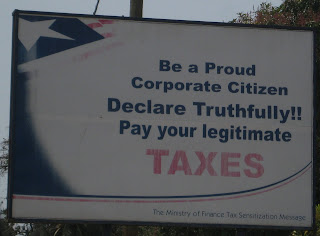 Be a Proud
Corporate Citizen
Declare Truthfully!!
Pay your legitimate
TAXES
The Ministry of Finance Tax Sensitization Message